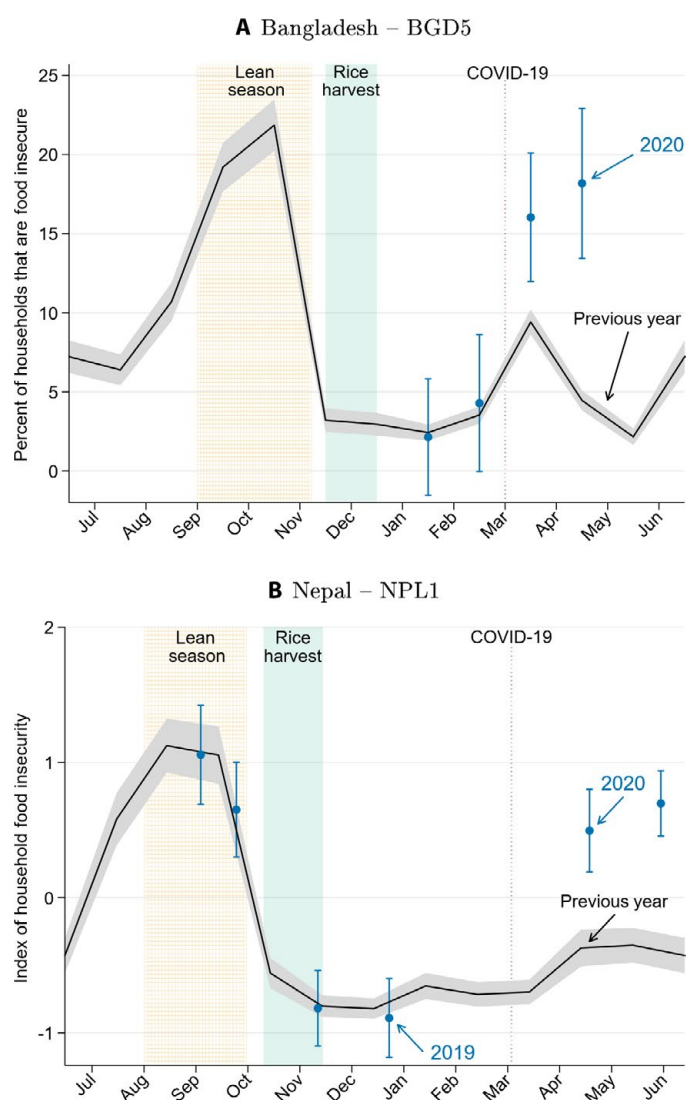 A Bangladesh – BGD5
Percent of households that are food insecure
25
20
15
10
5
0
Lean
season
Rice
harvest
COVID-19
2020
Previous year
Jul
Aug
Sep
Oct
Nov
Dec
Jan
Feb
Mar
Apr
May
Jun
B Nepal – NPL1
Index of household food insecurity
2
1
0
-1
Lean
season
Rice
harvest
COVID-19
2020
Previous year
2019
Jul
Aug
Sep
Oct
Nov
Dec
Jan
Feb
Mar
Apr
May
Jun